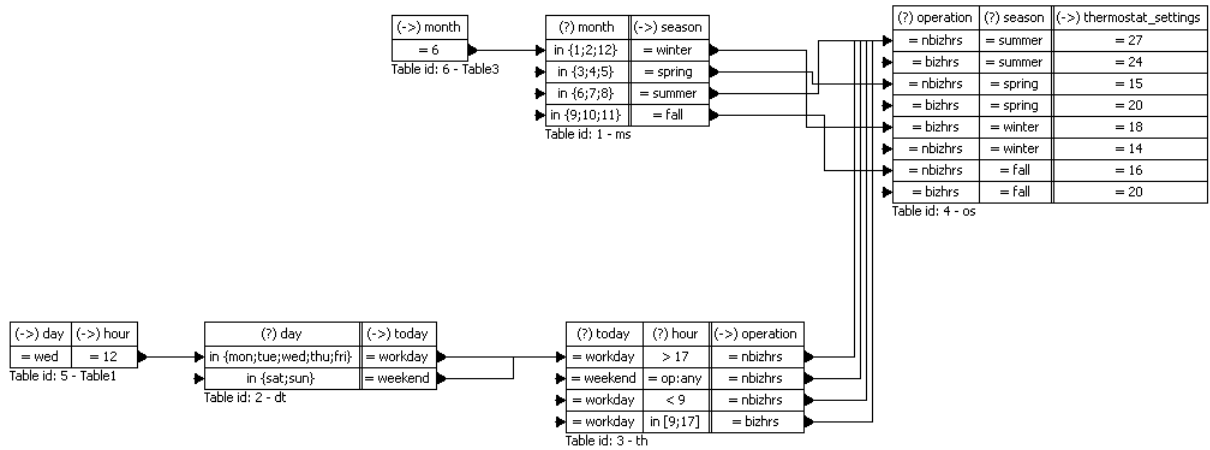 (->) month
= 6
Table id: 6 - Table3
(?) month (->) season
in {1;2;12} = winter
in {3;4;5} = spring
in {6;7;8} = summer
in {9;10;11} = fall
Table id: 1 - ms
(?) operation (?) season (->) thermostat_settings
= nbizhrs = summer = 27
= bizhrs = summer = 24
= nbizhrs = spring = 15
= bizhrs = spring = 20
= bizhrs = winter = 18
= nbizhrs = winter = 14
= nbizhrs = fall = 16
= bizhrs = fall = 20
Table id: 4 - os
(->) day (->) hour
= wed = 12
Table id: 5 - Table1
(?) day (->) today
in {mon;tue;wed;thu;fri} = workday
in {sat;sun} = weekend
Table id: 2 - dt
(?) today (?) hour (->) operation
= workday > 17 = nbizhrs
= weekend = op:any = nbizhrs
= workday < 9 = nbizhrs
= workday in [9;17] = bizhrs
Table id: 3 - th